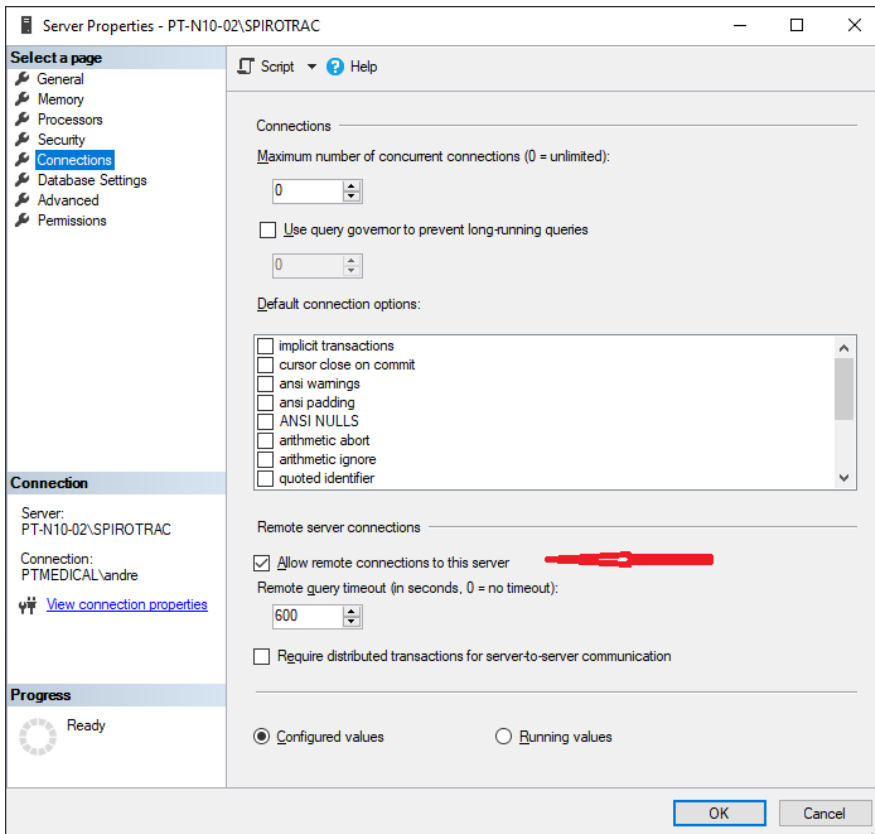 Server Properties - PT-N10-02\SPIROTRAC
Select a page
General
Memory
Processors
Security
Connections
Database Settings
Advanced
Permissions
Connection
Server:
PT-N10-02\SPIROTRAC
Connection:
PTMEDICAL\andre
View connection properties
Progress
Ready
Script
Help
Connections
Maximum number of concurrent connections (0 = unlimited):
0
Use query governor to prevent long-running queries
0
Default connection options:
implicit transactions
cursor close on commit
ansi warnings
ansi padding
ANSI NULLS
arithmetic abort
arithmetic ignore
quoted identifier
Remote server connections
Allow remote connections to this server
Remote query timeout (in seconds, 0 = no timeout):
600
Require distributed transactions for server-to-server communication
Configured values
Running values
OK
Cancel